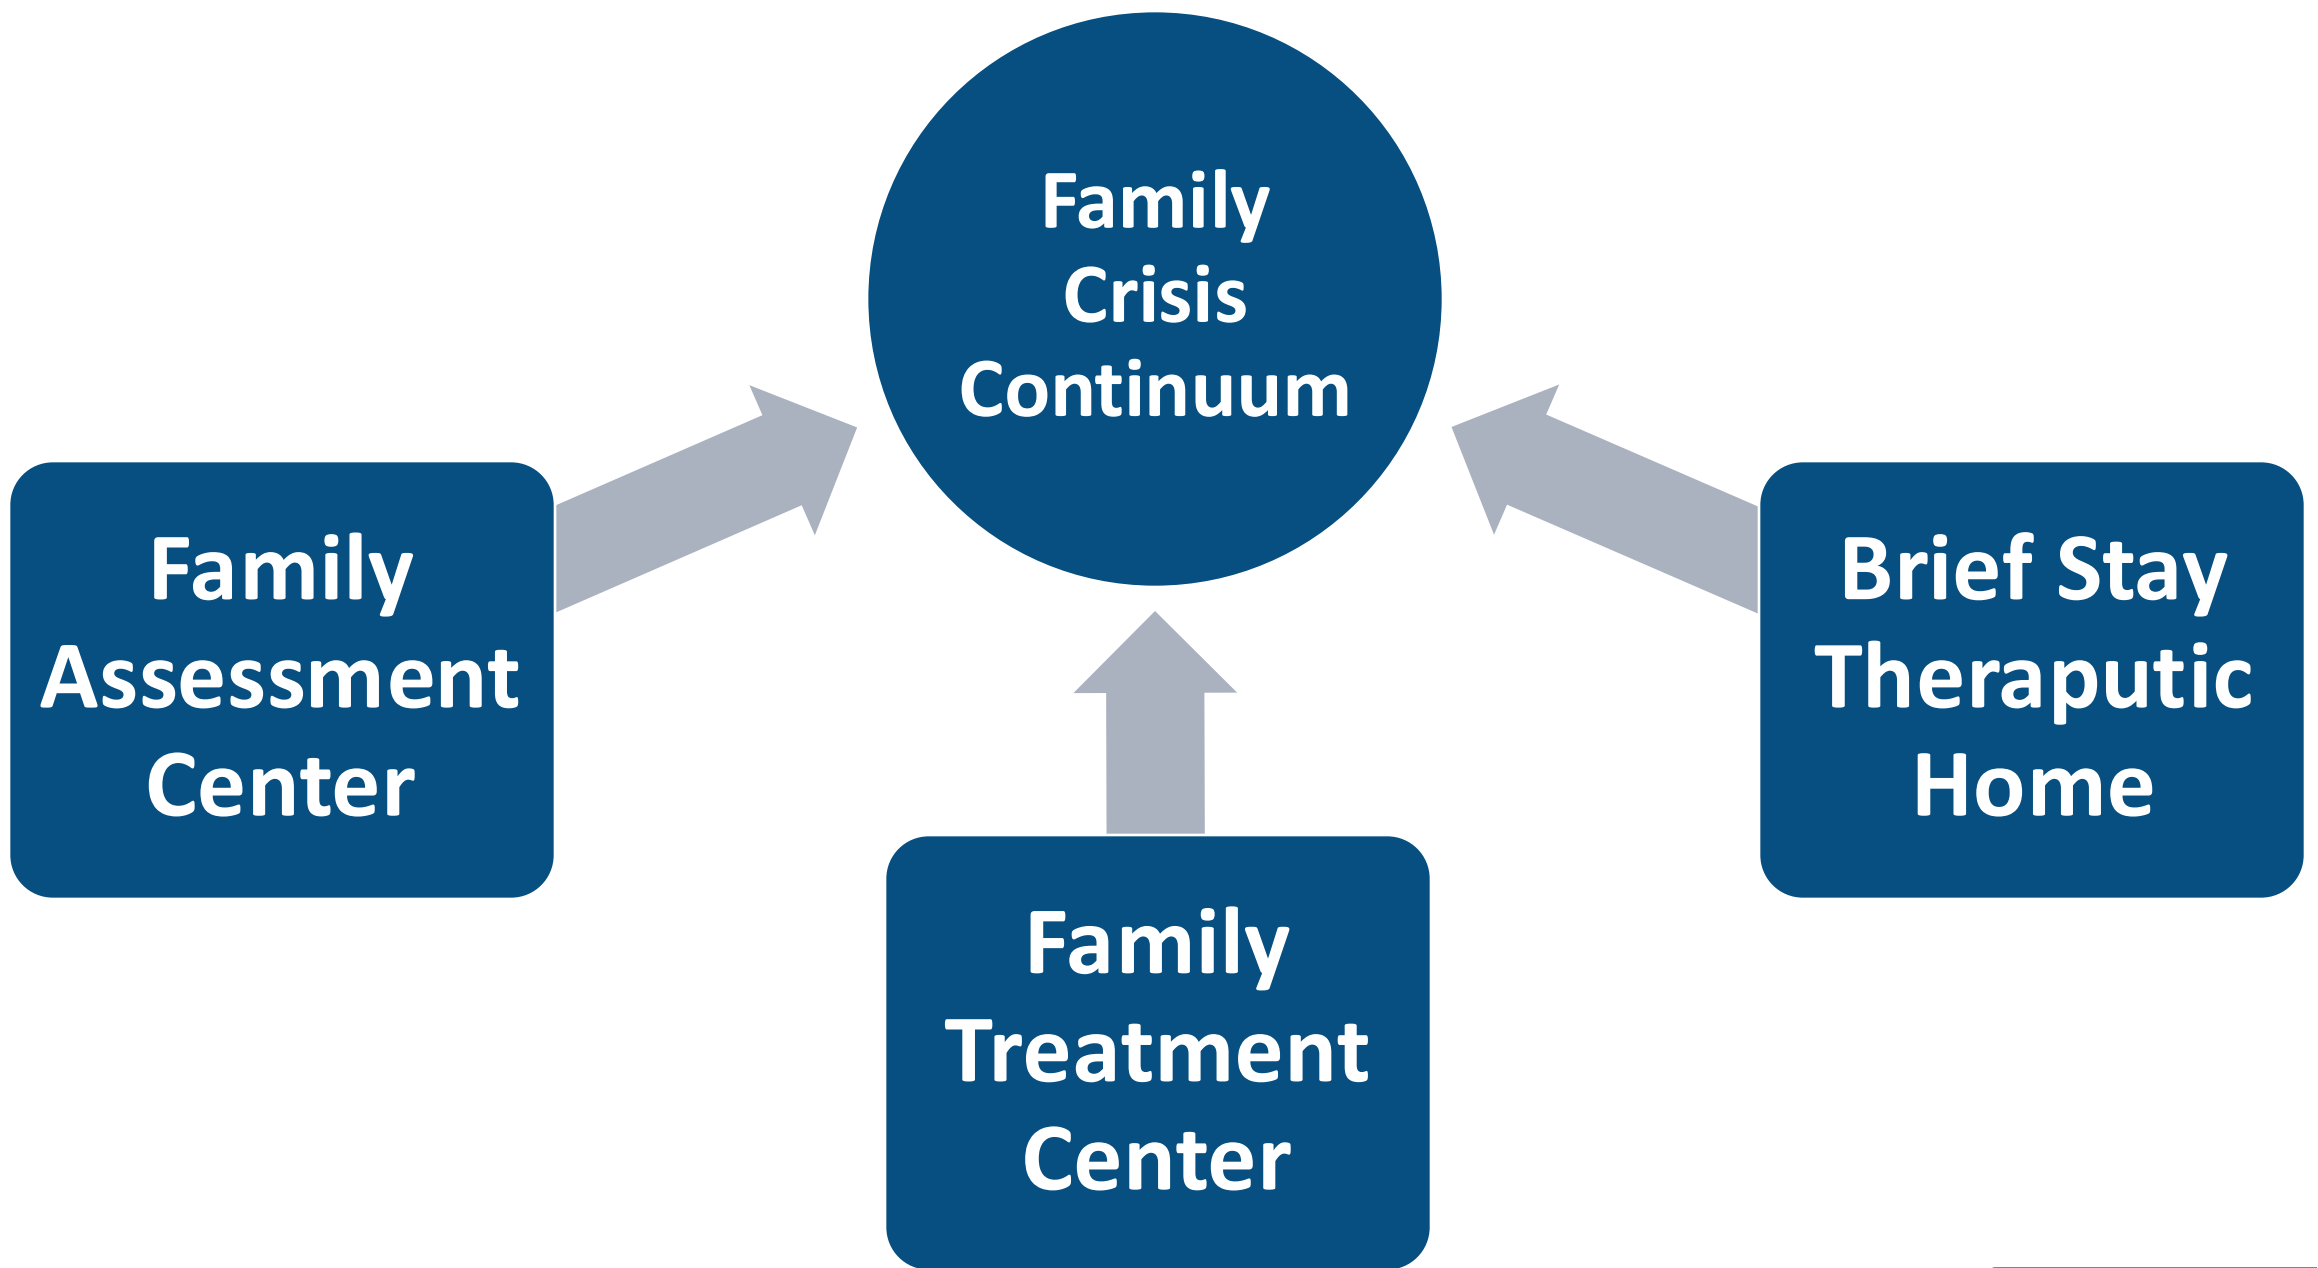 Family
Crisis
Continuum
Family
Assessment
Center
Brief Stay
Theraputic
Home
Family
Treatment
Center